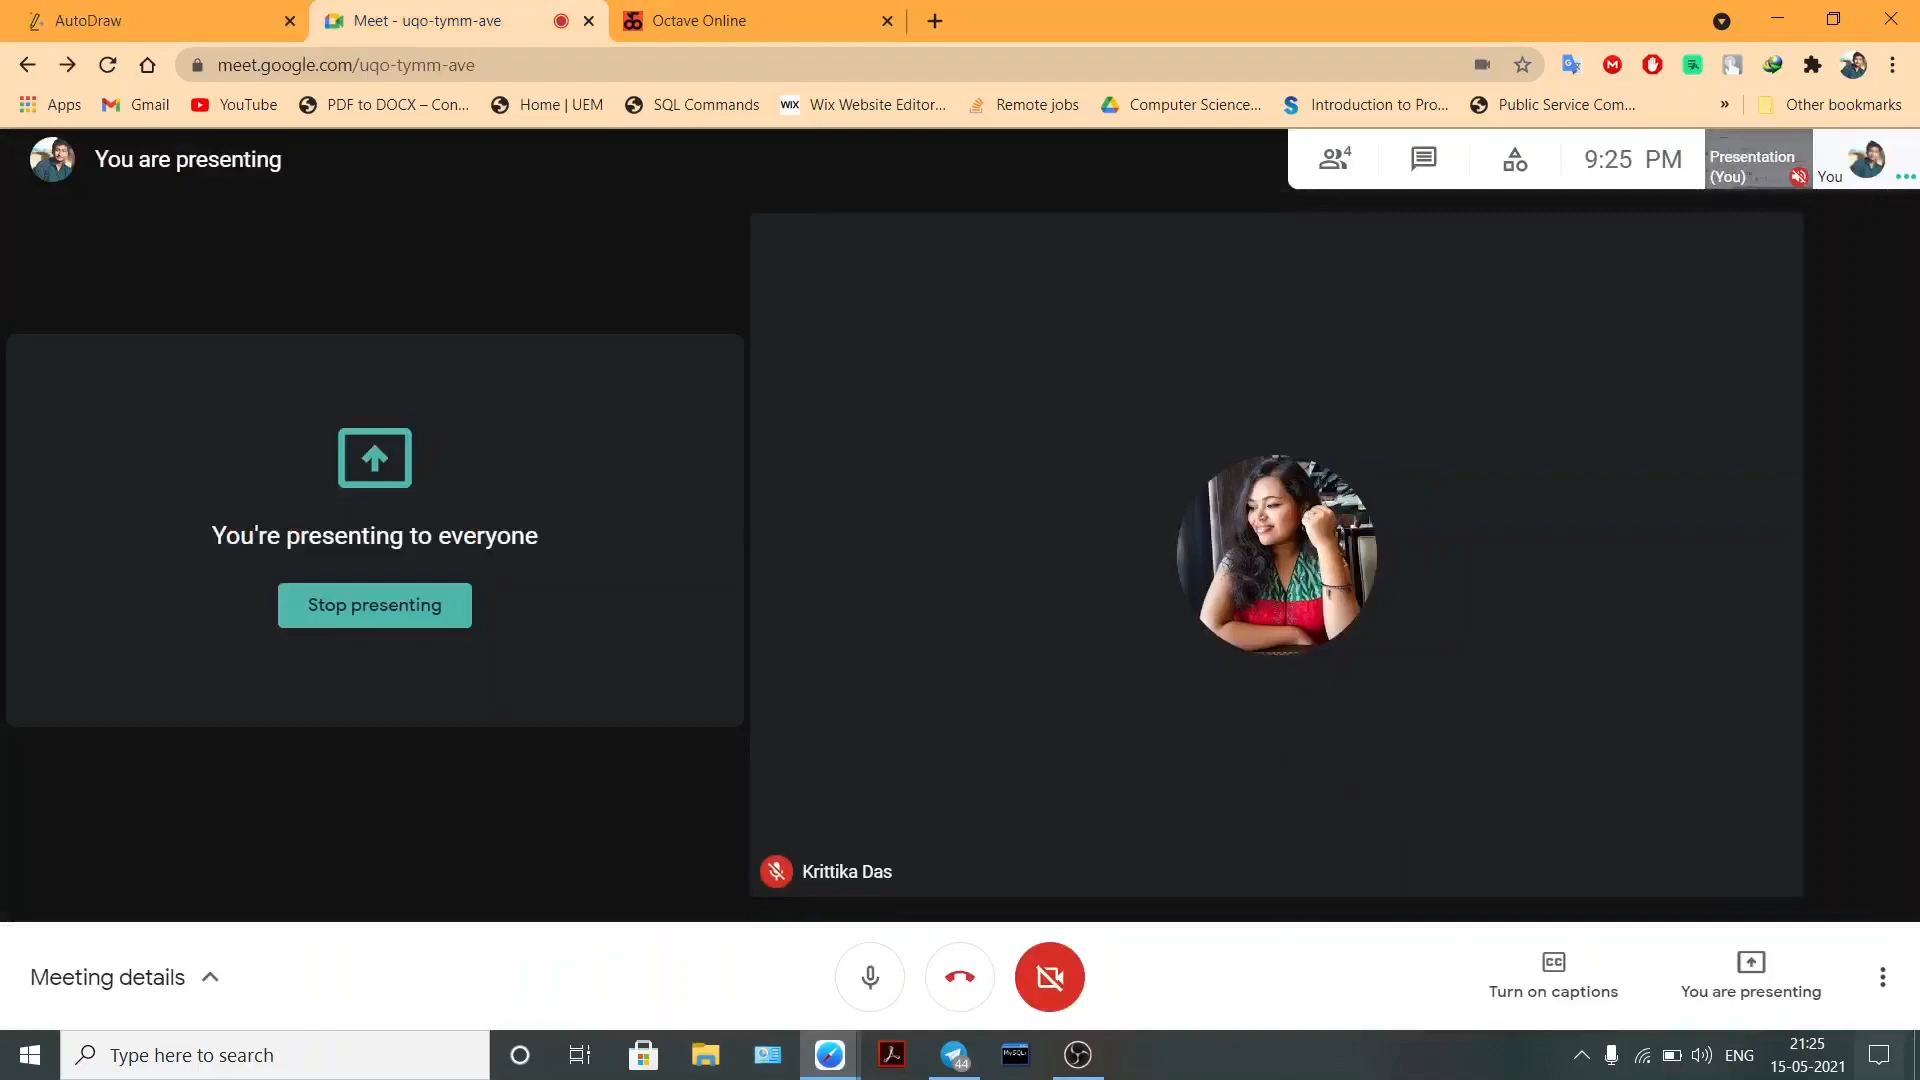 AutoDraw
Meet - uqo-tymm-ave
Octave Online
meet.google.com/uqo-tymm-ave
Apps
Gmail
YouTube
PDF to DOCX – Con...
Home | UEM
SQL Commands
WIX
Wix Website Editor...
Remote jobs
Computer Science...
Introduction to Pro...
Public Service Com...
»
Other bookmarks
You are presenting
4
9:25 PM
Presentation
(You)
You
You're presenting to everyone
Stop presenting
Krittika Das
Meeting details
CC
Turn on captions
You are presenting
Type here to search
44
MySQL
ENG
21:25
15-05-2021